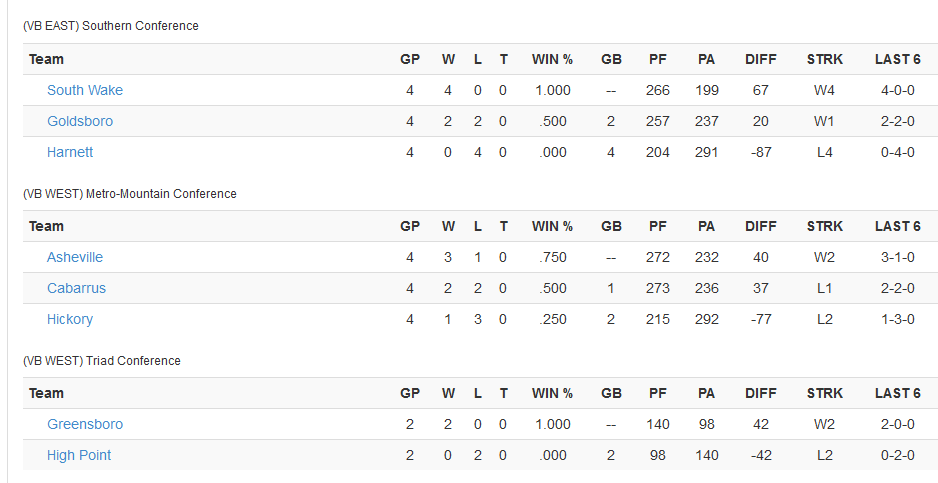 (VB EAST) Southern Conference
Team GP W L T WIN % GB PF PA DIFF STRK LAST 6
South Wake 4 4 0 0 1.000 -- 266 199 67 W4 4-0-0
Goldsboro 4 2 2 0 .500 2 257 237 20 W1 2-2-0
Harnett 4 0 4 0 .000 4 204 291 -87 L4 0-4-0
(VB WEST) Metro-Mountain Conference
Team GP W L T WIN % GB PF PA DIFF STRK LAST 6
Asheville 4 3 1 0 .750 -- 272 232 40 W2 3-1-0
Cabarrus 4 2 2 0 .500 1 273 236 37 L1 2-2-0
Hickory 4 1 3 0 .250 2 215 292 -77 L2 1-3-0
(VB WEST) Triad Conference
Team GP W L T WIN % GB PF PA DIFF STRK LAST 6
Greensboro 2 2 0 0 1.000 -- 140 98 42 W2 2-0-0
High Point 2 0 2 0 .000 2 98 140 -42 L2 0-2-0